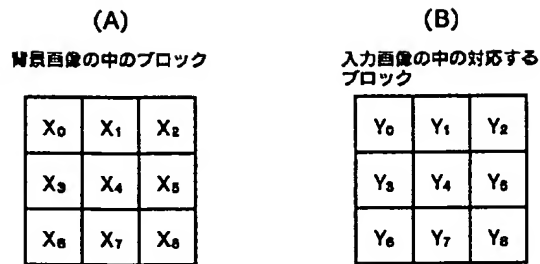 (A)
背景画像の中のブロック
X₀ X₁ X₂
X₃ X₄ X₅
X₆ X₇ X₈
(B)
入力画像の中の対応する
ブロック
Y₀ Y₁ Y₂
Y₃ Y₄ Y₅
Y₆ Y₇ Y₈